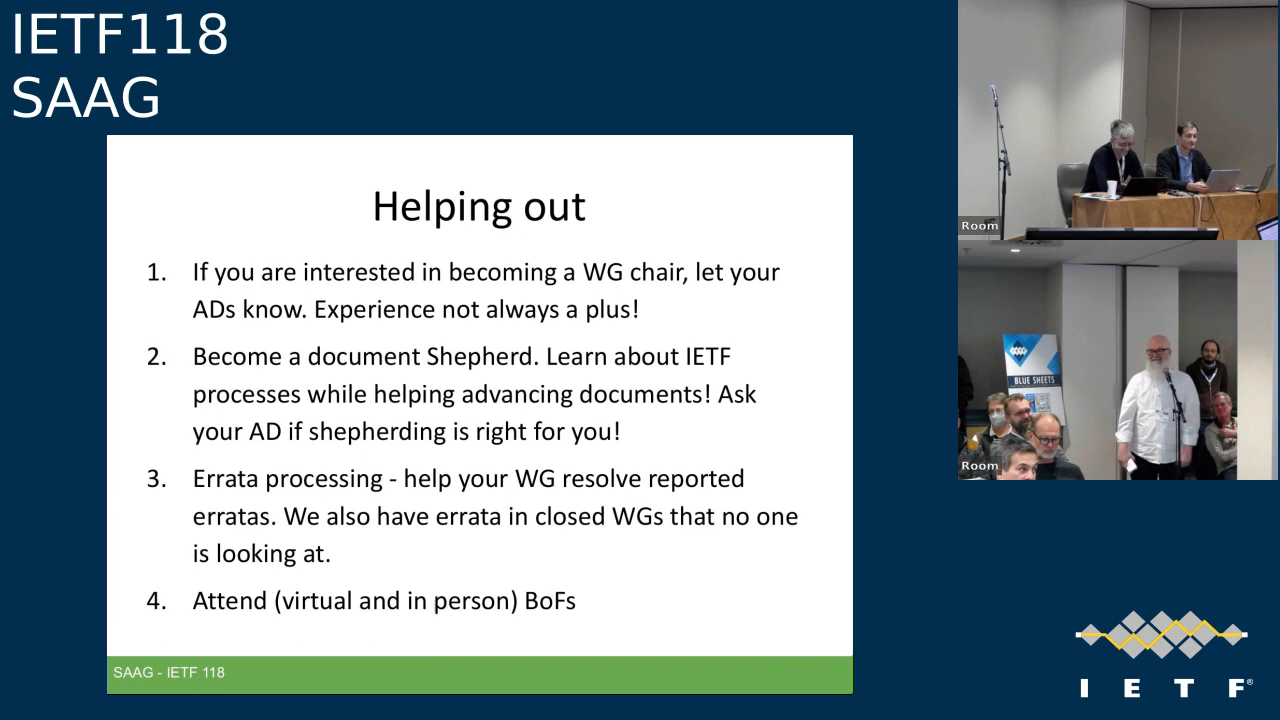 IETF118
SAAG
Helping out
1. If you are interested in becoming a WG chair, let your
ADs know. Experience not always a plus!
2. Become a document Shepherd. Learn about IETF
processes while helping advancing documents! Ask
your AD if shepherding is right for you!
3. Errata processing - help your WG resolve reported
erratas. We also have errata in closed WGs that no one
is looking at.
4. Attend (virtual and in person) BoFs
SAAG - IETF 118
Room
BLUE SHEETS
Room
I E T F®